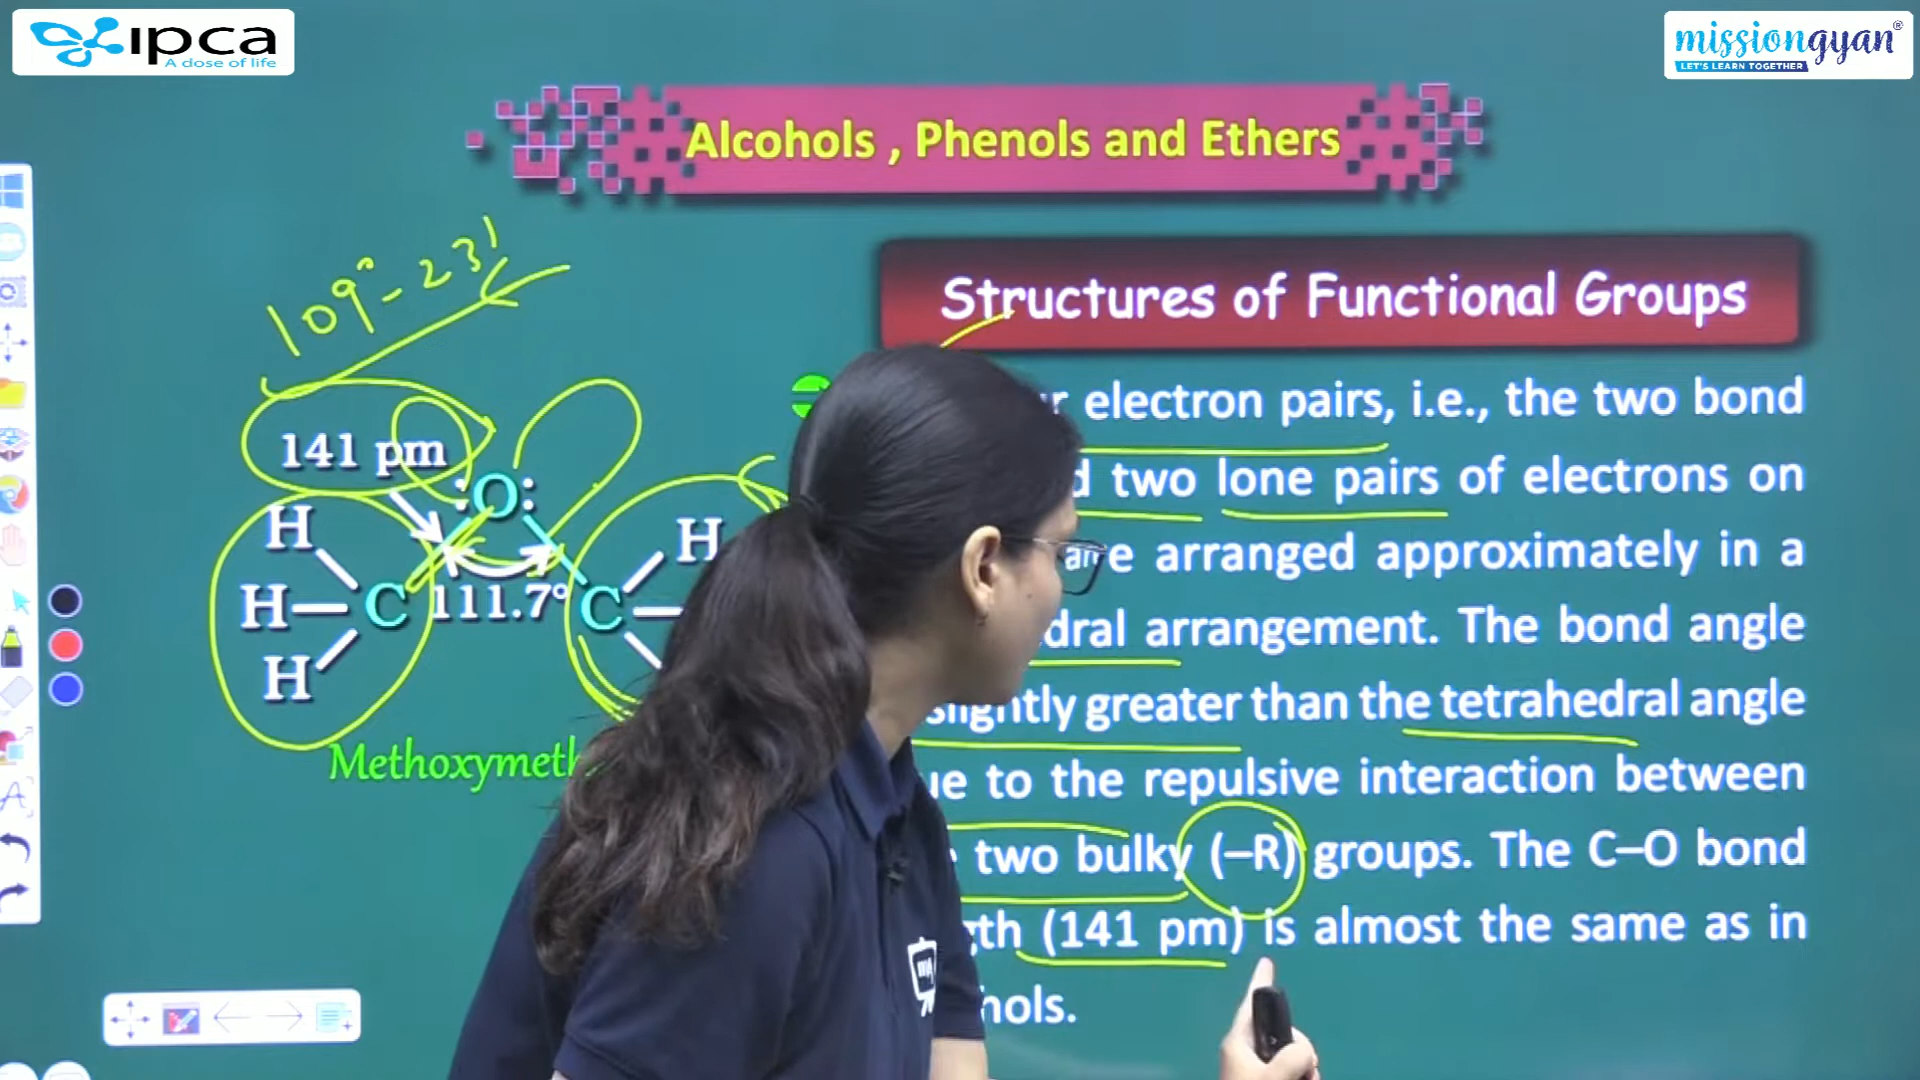 ipca
A dose of life
missiongyan®
LET'S LEARN TOGETHER
Alcohols , Phenols and Ethers
Structures of Functional Groups
109° - 23'
141 pm
:O:
H
H
H—C
111.7°
C
H
electron pairs, i.e., the two bond
two lone pairs of electrons on
are arranged approximately in a
arrangement. The bond angle
slightly greater than the tetrahedral angle
to the repulsive interaction between
two bulky (–R) groups. The C–O bond
(141 pm) is almost the same as in